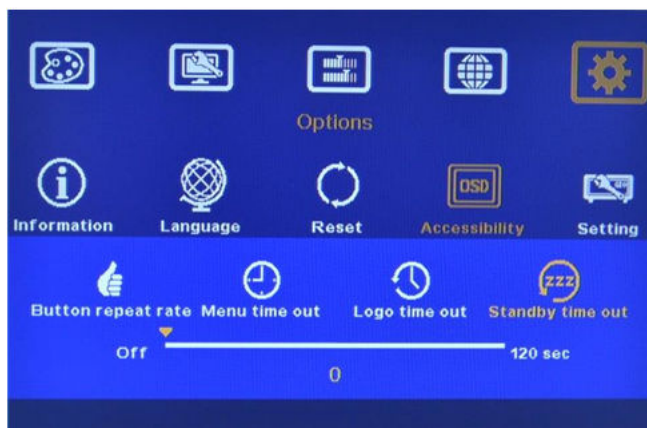 Options
OSD
Information Language Reset Accessibility Setting
zzz
Button repeat rate Menu time out Logo time out Standby time out
Off 120 sec
0